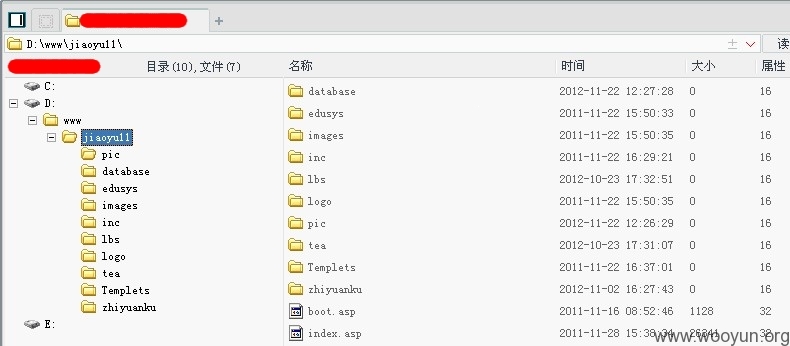 +
D:\www\jiaoyu11\ 读
目录(10),文件(7) 名称 时间 大小 属性
C:
D:
www
jiaoyu11
pic
database
edusys
images
inc
lbs
logo
tea
Templets
zhiyuanku
E:
database 2012-11-22 12:27:28 0 16
edusys 2011-11-22 15:50:33 0 16
images 2011-11-22 15:50:35 0 16
inc 2011-11-22 16:29:21 0 16
lbs 2012-10-23 17:32:51 0 16
logo 2011-11-22 15:50:35 0 16
pic 2012-11-22 12:26:29 0 16
tea 2012-10-23 17:31:07 0 16
Templets 2011-11-22 16:37:01 0 16
zhiyuanku 2012-11-02 16:27:43 0 16
boot.asp 2011-11-16 08:52:46 1128 32
index.asp 2011-11-28 15:38:34 26341 32
www.wooyun.org